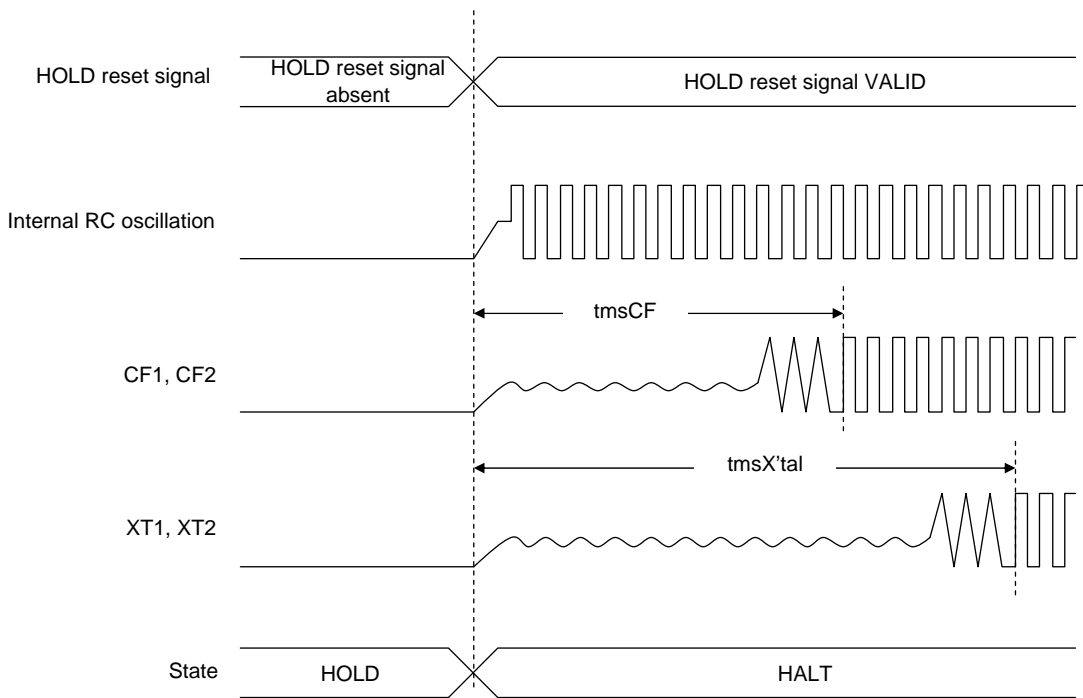 HOLD reset signal
HOLD reset signal
absent
HOLD reset signal VALID
Internal RC oscillation
tmsCF
CF1, CF2
tmsX'tal
XT1, XT2
State
HOLD
HALT